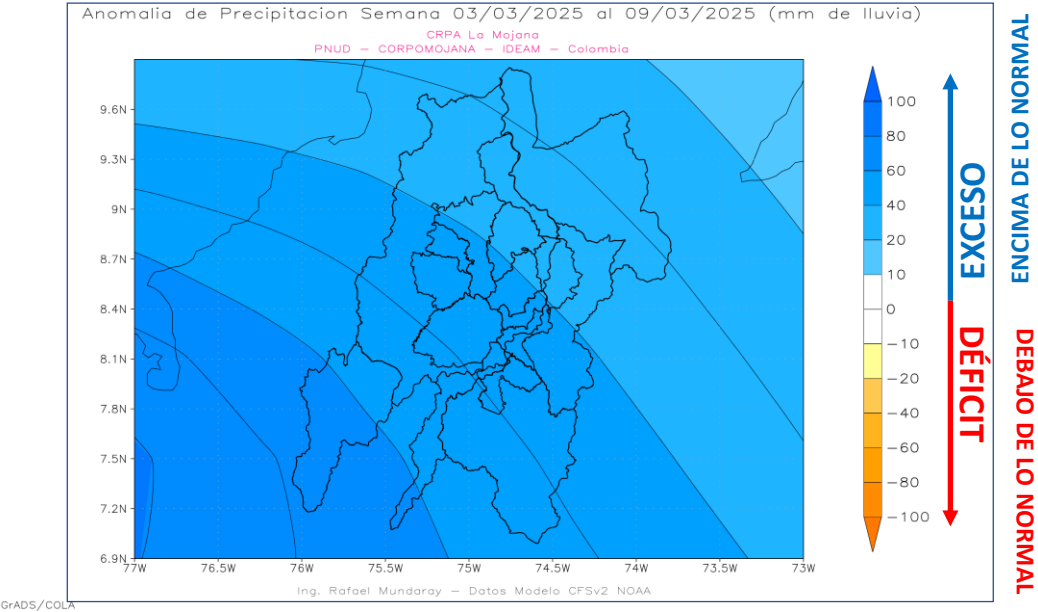 Anomalia de Precipitacion Semana 03/03/2025 al 09/03/2025 (mm de lluvia)
CRPA La Mojana
PNUD – CORPOMOJANA – IDEAM – Colombia
9.6N
9.3N
9N
8.7N
8.4N
8.1N
7.8N
7.5N
7.2N
6.9N
77W 76.5W 76W 75.5W 75W 74.5W 74W 73.5W 73W
100
80
60
40
20
10
0
−10
−20
−40
−60
−80
−100
EXCESO
DÉFICIT
ENCIMA DE LO NORMAL
DEBAJO DE LO NORMAL
Ing. Rafael Mundaray – Datos Modelo CFSv2 NOAA
GrADS/COLA